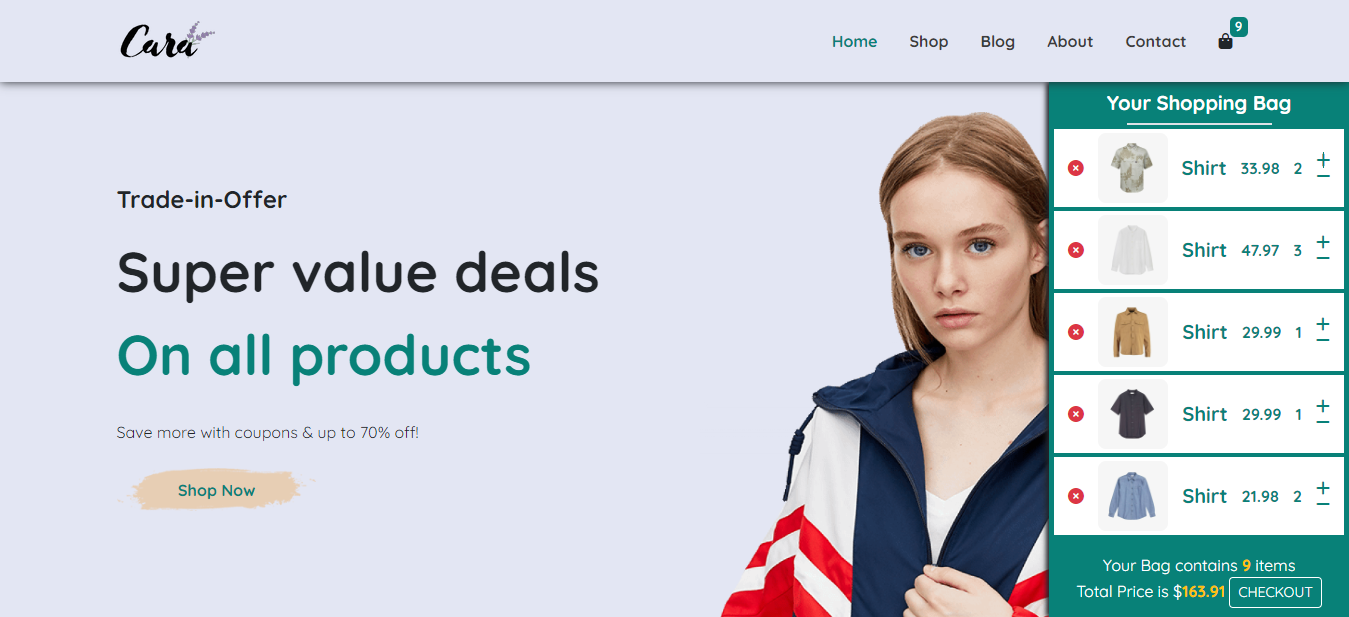 Cara
Home Shop Blog About Contact 9
Your Shopping Bag
Shirt 33.98 2 +
−
Shirt 47.97 3 +
−
Shirt 29.99 1 +
−
Shirt 29.99 1 +
−
Shirt 21.98 2 +
−
Your Bag contains 9 items
Total Price is $163.91 CHECKOUT
Trade-in-Offer
Super value deals
On all products
Save more with coupons & up to 70% off!
Shop Now